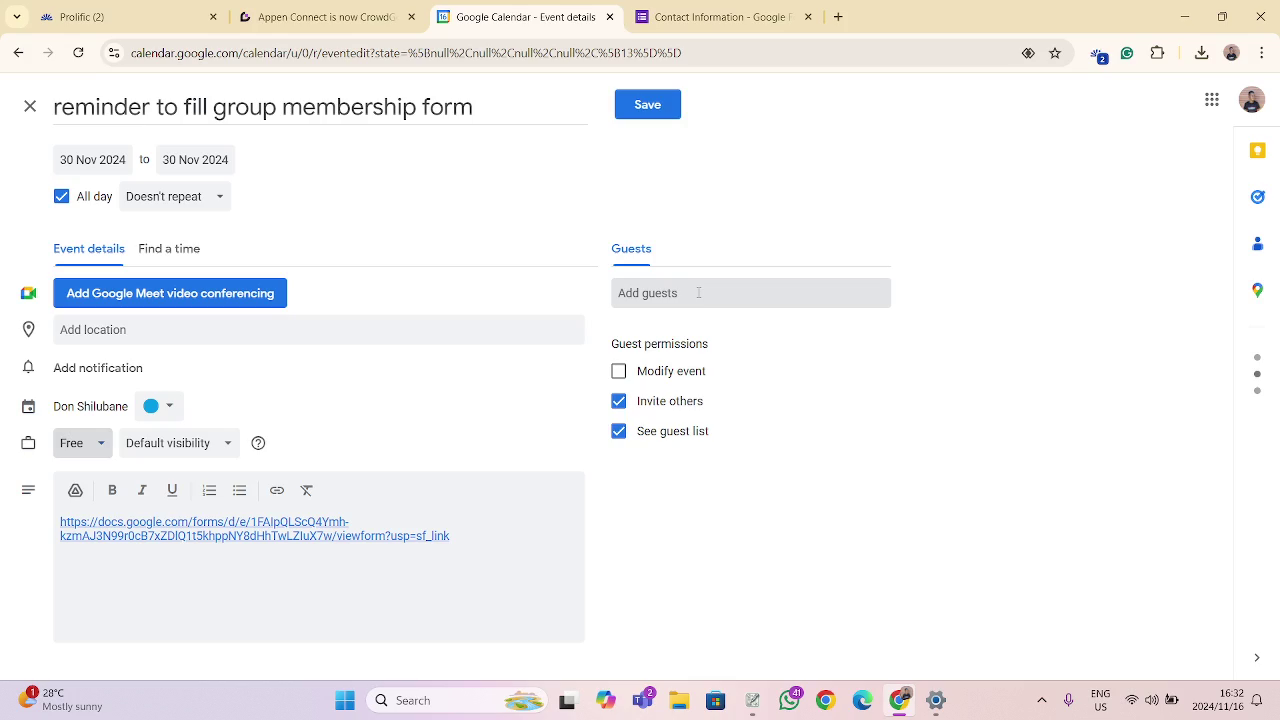 Prolific (2)
Appen Connect is now CrowdG
Google Calendar - Event details
Contact Information - Google F
calendar.google.com/calendar/u/0/r/eventedit?state=%5Bnull%2Cnull%2Cnull%2Cnull%2C%5B13%5D%5D
2
reminder to fill group membership form
Save
30 Nov 2024 to 30 Nov 2024
All day Doesn't repeat
Event details Find a time
Guests
Add Google Meet video conferencing
Add guests
Add location
Guest permissions
Add notification
Modify event
Don Shilubane
Invite others
Free Default visibility
See guest list
B I U
https://docs.google.com/forms/d/e/1FAIpQLScQ4Ymh-
kzmAJ3N99r0cB7xZDlQ1t5khppNY8dHhTwLZIuX7w/viewform?usp=sf_link
1
28°C
Mostly sunny
Search
2
41
ENG
US
16:32
2024/11/16